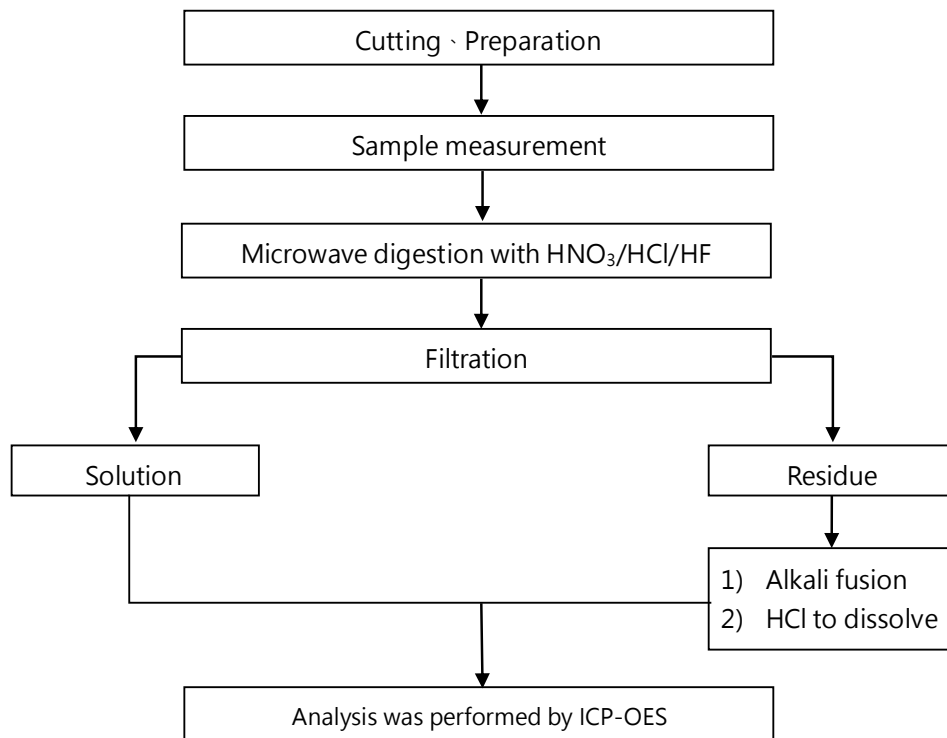 Cutting、Preparation
Sample measurement
Microwave digestion with HNO₃/HCl/HF
Filtration
Solution
Residue
1) Alkali fusion
2) HCl to dissolve
Analysis was performed by ICP-OES